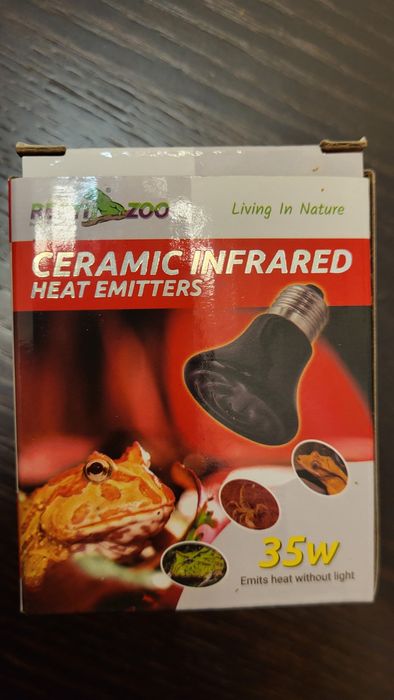 REPTI ZOO
Living In Nature
CERAMIC INFRARED
HEAT EMITTERS
35W
Emits heat without light